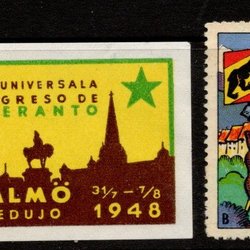 UNIVERSALA
GRESO DE
ERANTO
ALMÖ
EDUJO
31/7 - 7/8
1948
B